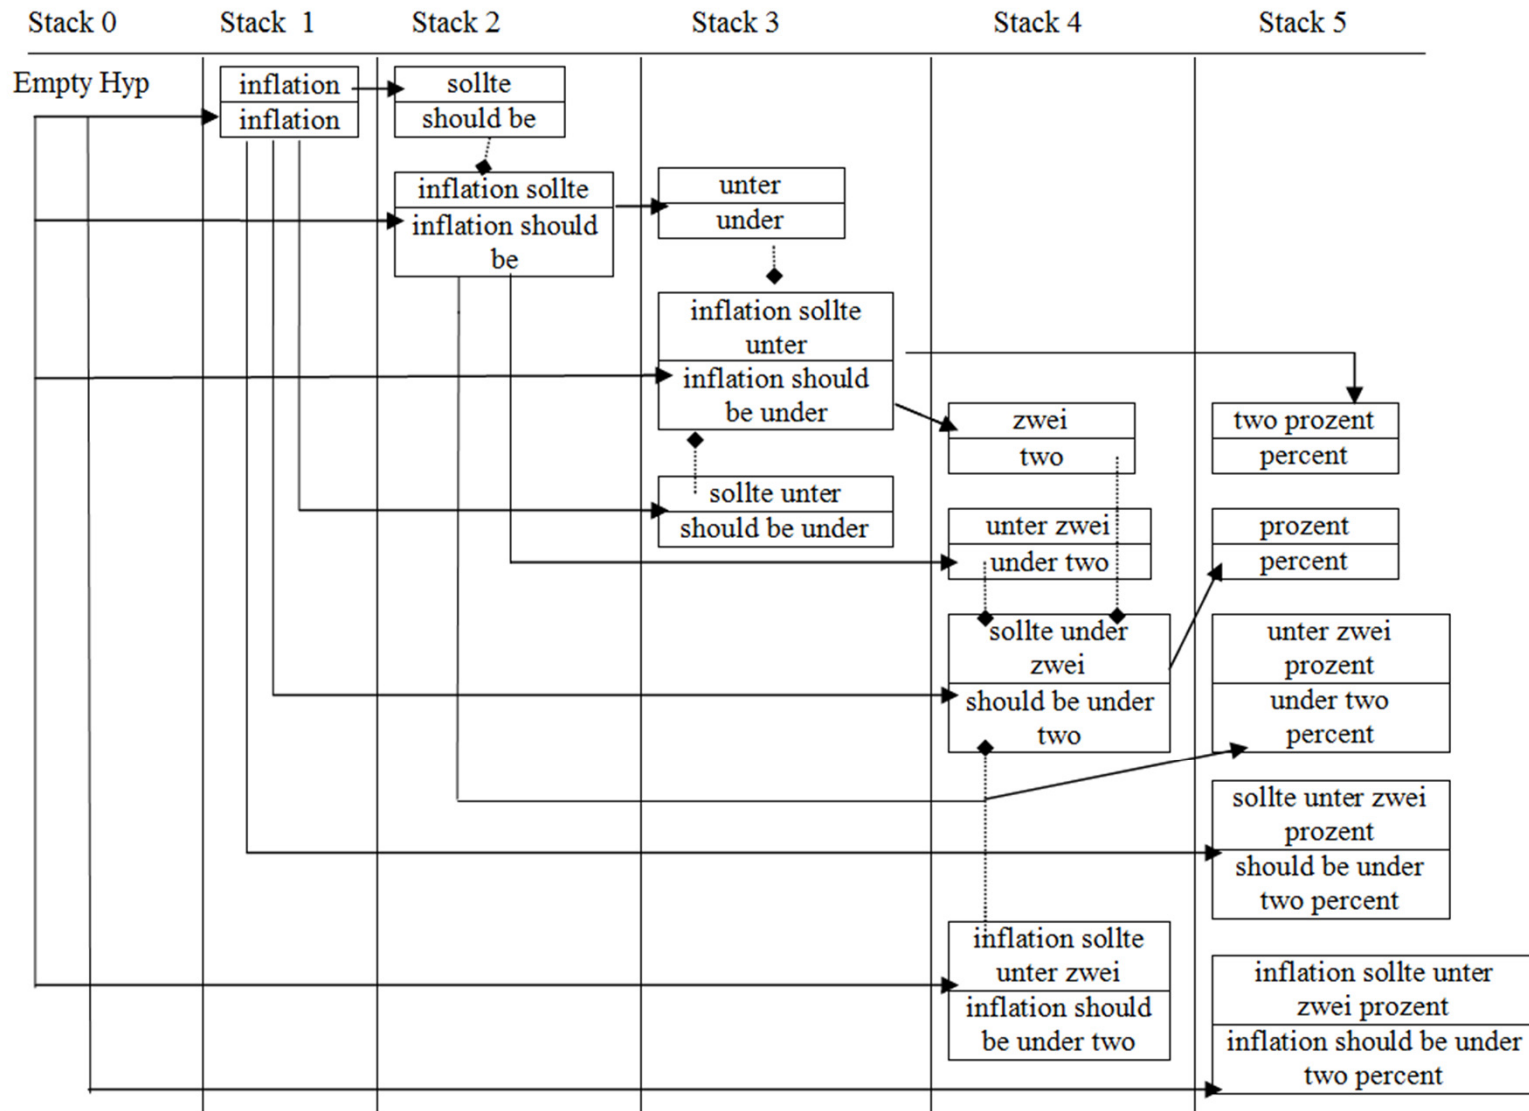 Stack 0
Stack 1
Stack 2
Stack 3
Stack 4
Stack 5
Empty Hyp
inflation
inflation
sollte
should be
inflation sollte
inflation should
be
unter
under
inflation sollte
unter
inflation should
be under
sollte unter
should be under
zwei
two
unter zwei
under two
sollte under
zwei
should be under
two
inflation sollte
unter zwei
inflation should
be under two
two prozent
percent
prozent
percent
unter zwei
prozent
under two
percent
sollte unter zwei
prozent
should be under
two percent
inflation sollte unter
zwei prozent
inflation should be under
two percent